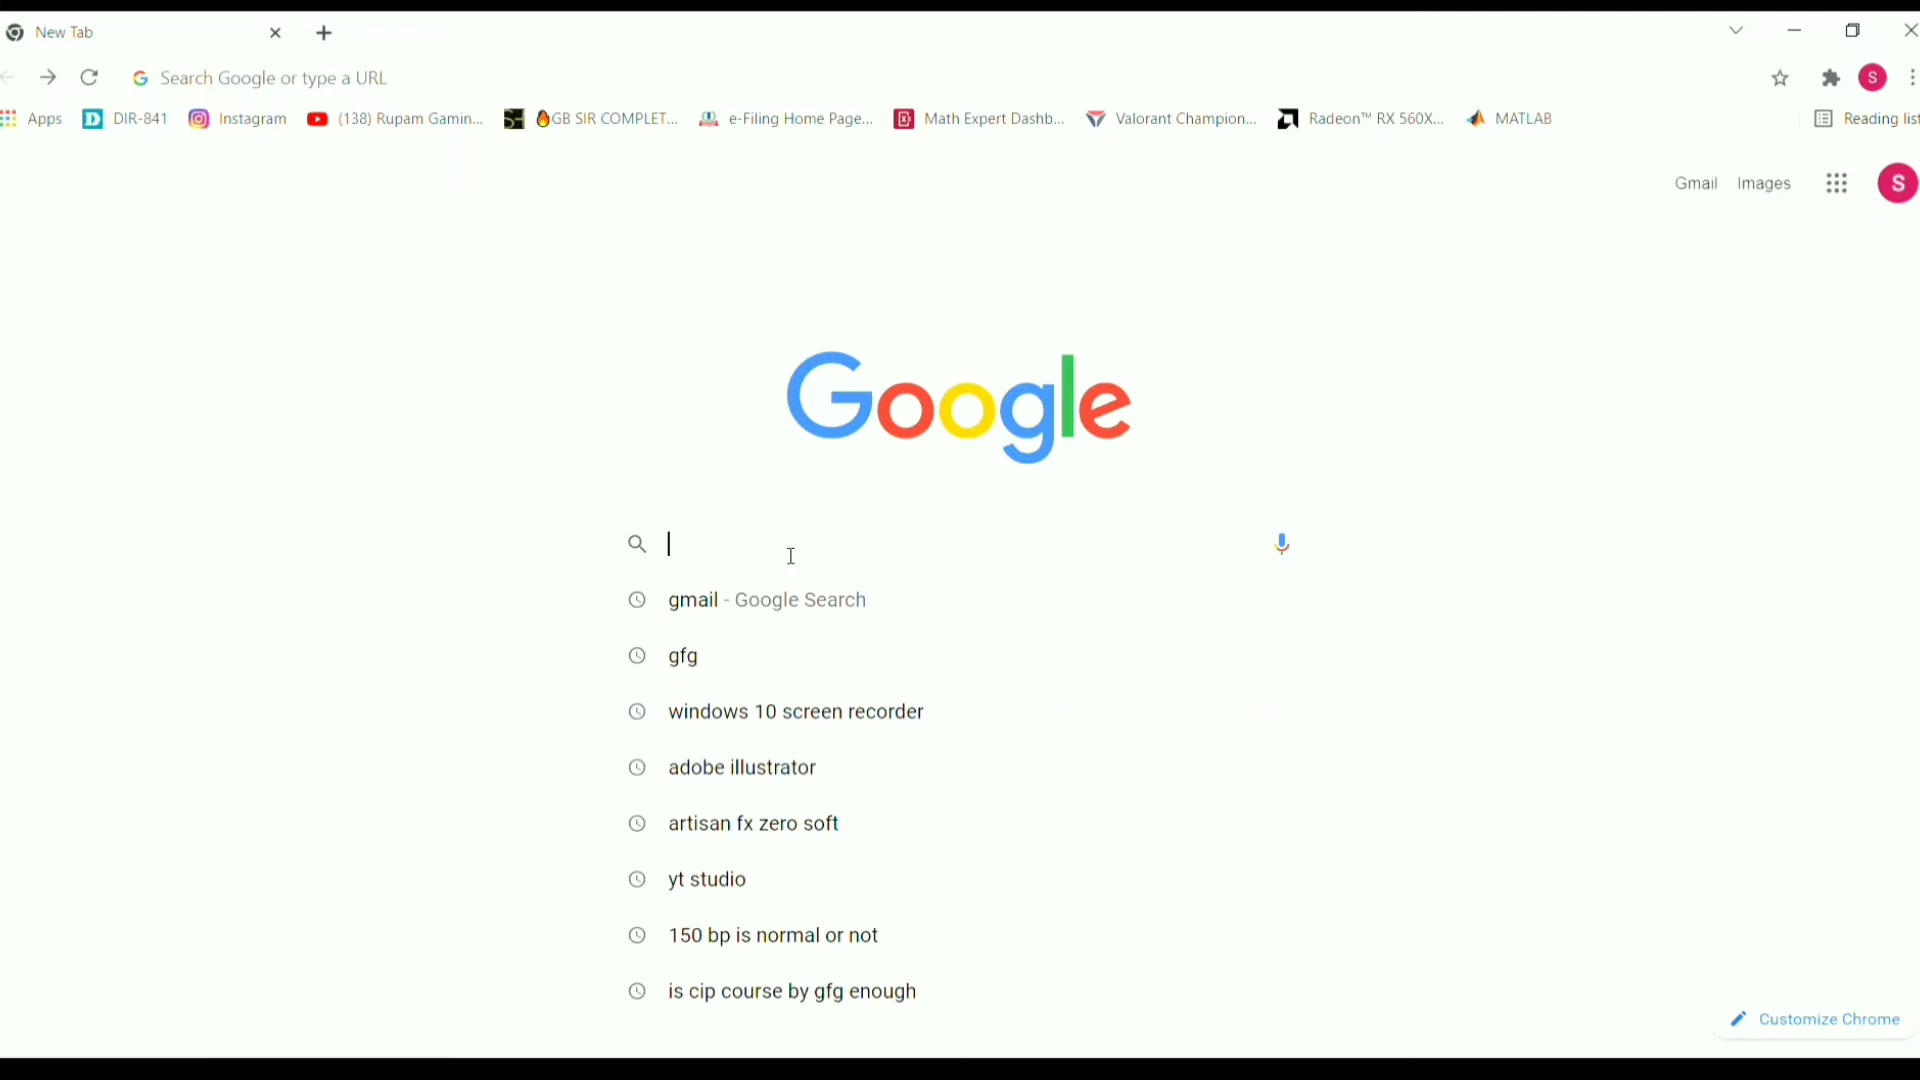 New Tab
Search Google or type a URL
Apps DIR-841 Instagram (138) Rupam Gamin... GB SIR COMPLET... e-Filing Home Page... Math Expert Dashb... Valorant Champion... Radeon™ RX 560X... MATLAB Reading list
Gmail Images S
Google
gmail - Google Search
gfg
windows 10 screen recorder
adobe illustrator
artisan fx zero soft
yt studio
150 bp is normal or not
is cip course by gfg enough
Customize Chrome